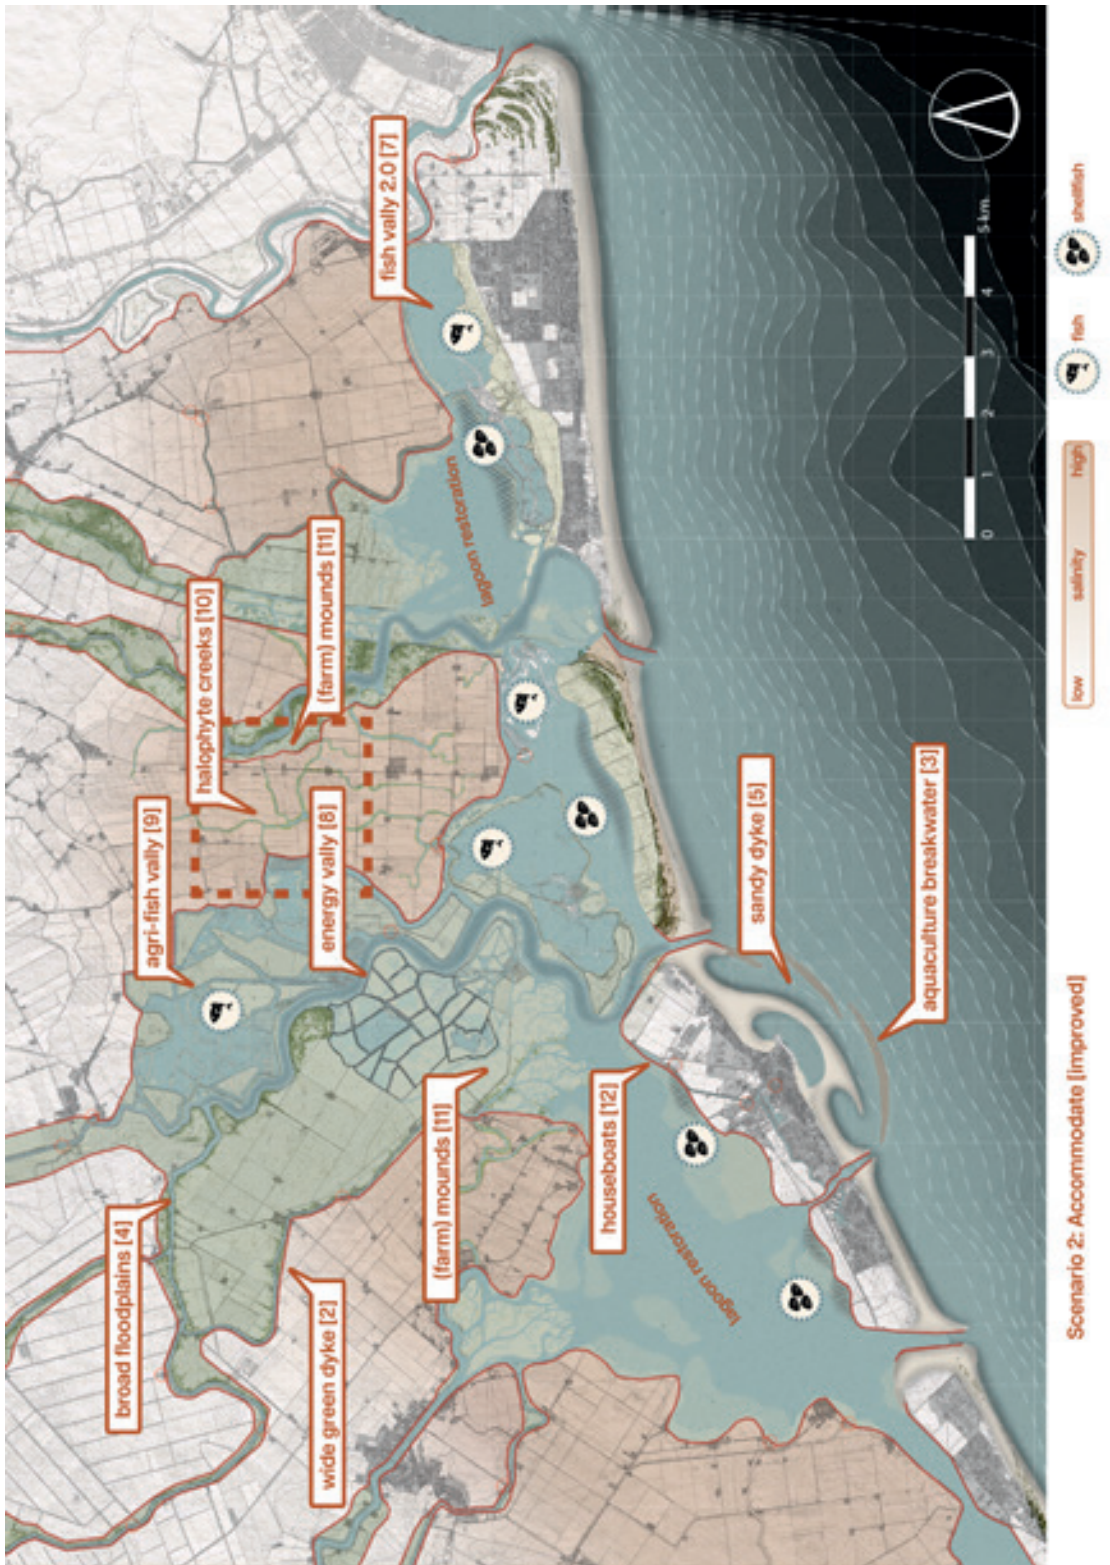 broad floodplains [4]
wide green dyke [2]
agri-fish vally [9]
halophyte creeks [10]
energy vally [8]
(farm) mounds [11]
(farm) mounds [11]
fish vally 2.0 [7]
houseboats [12]
lagoon restoration
lagoon restoration
sandy dyke [5]
aquaculture breakwater [3]
0 1 2 3 4 5 km
Scenario 2: Accommodate [improved]
low salinity high
fish
shellfish